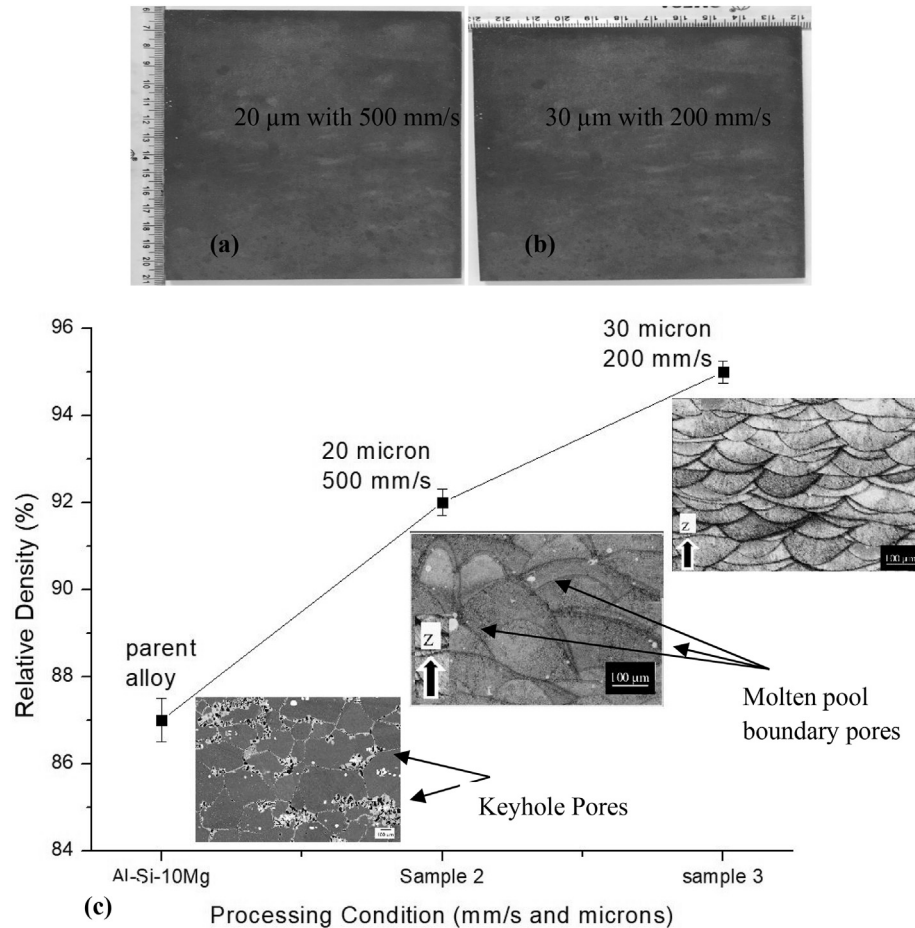 20 µm with 500 mm/s
30 µm with 200 mm/s
(a)
(b)
96
94
92
90
88
86
84
Relative Density (%)
30 micron
200 mm/s
20 micron
500 mm/s
parent
alloy
Z
100 µm
Z
100 µm
100 µm
Molten pool
boundary pores
Keyhole Pores
Al-Si-10Mg
Sample 2
sample 3
(c)
Processing Condition (mm/s and microns)